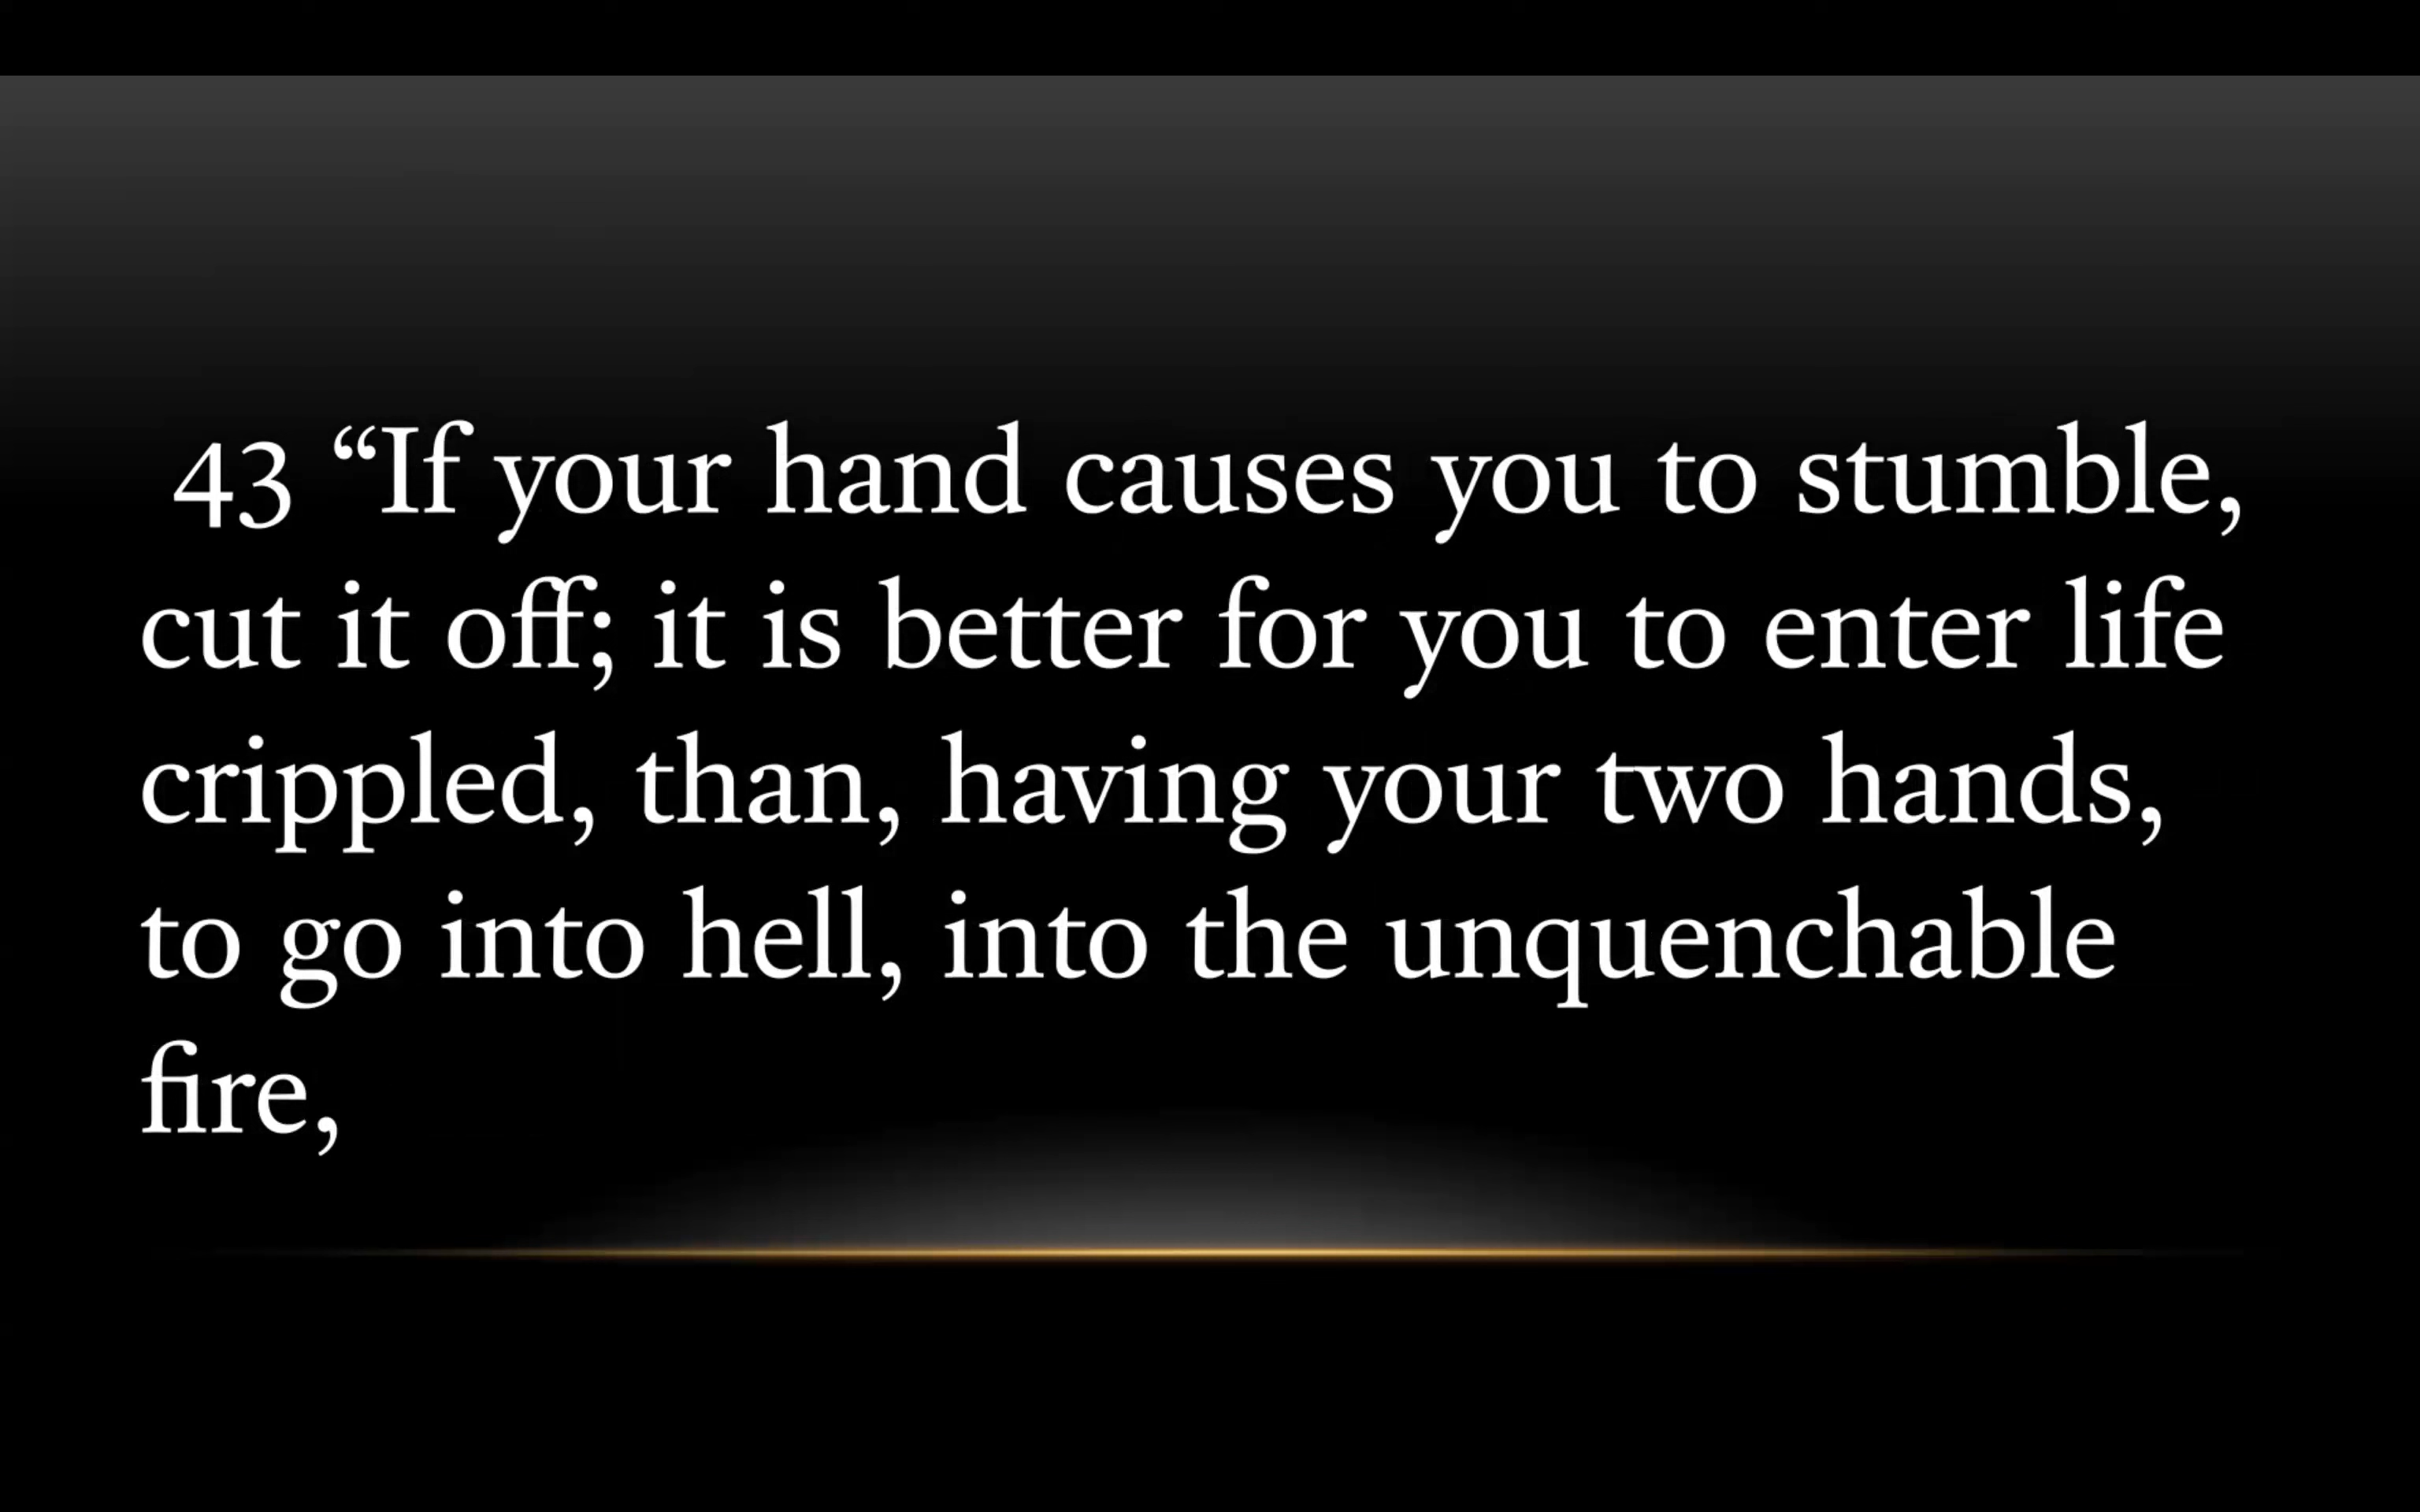 43 “If your hand causes you to stumble,
cut it off; it is better for you to enter life
crippled, than, having your two hands,
to go into hell, into the unquenchable
fire,